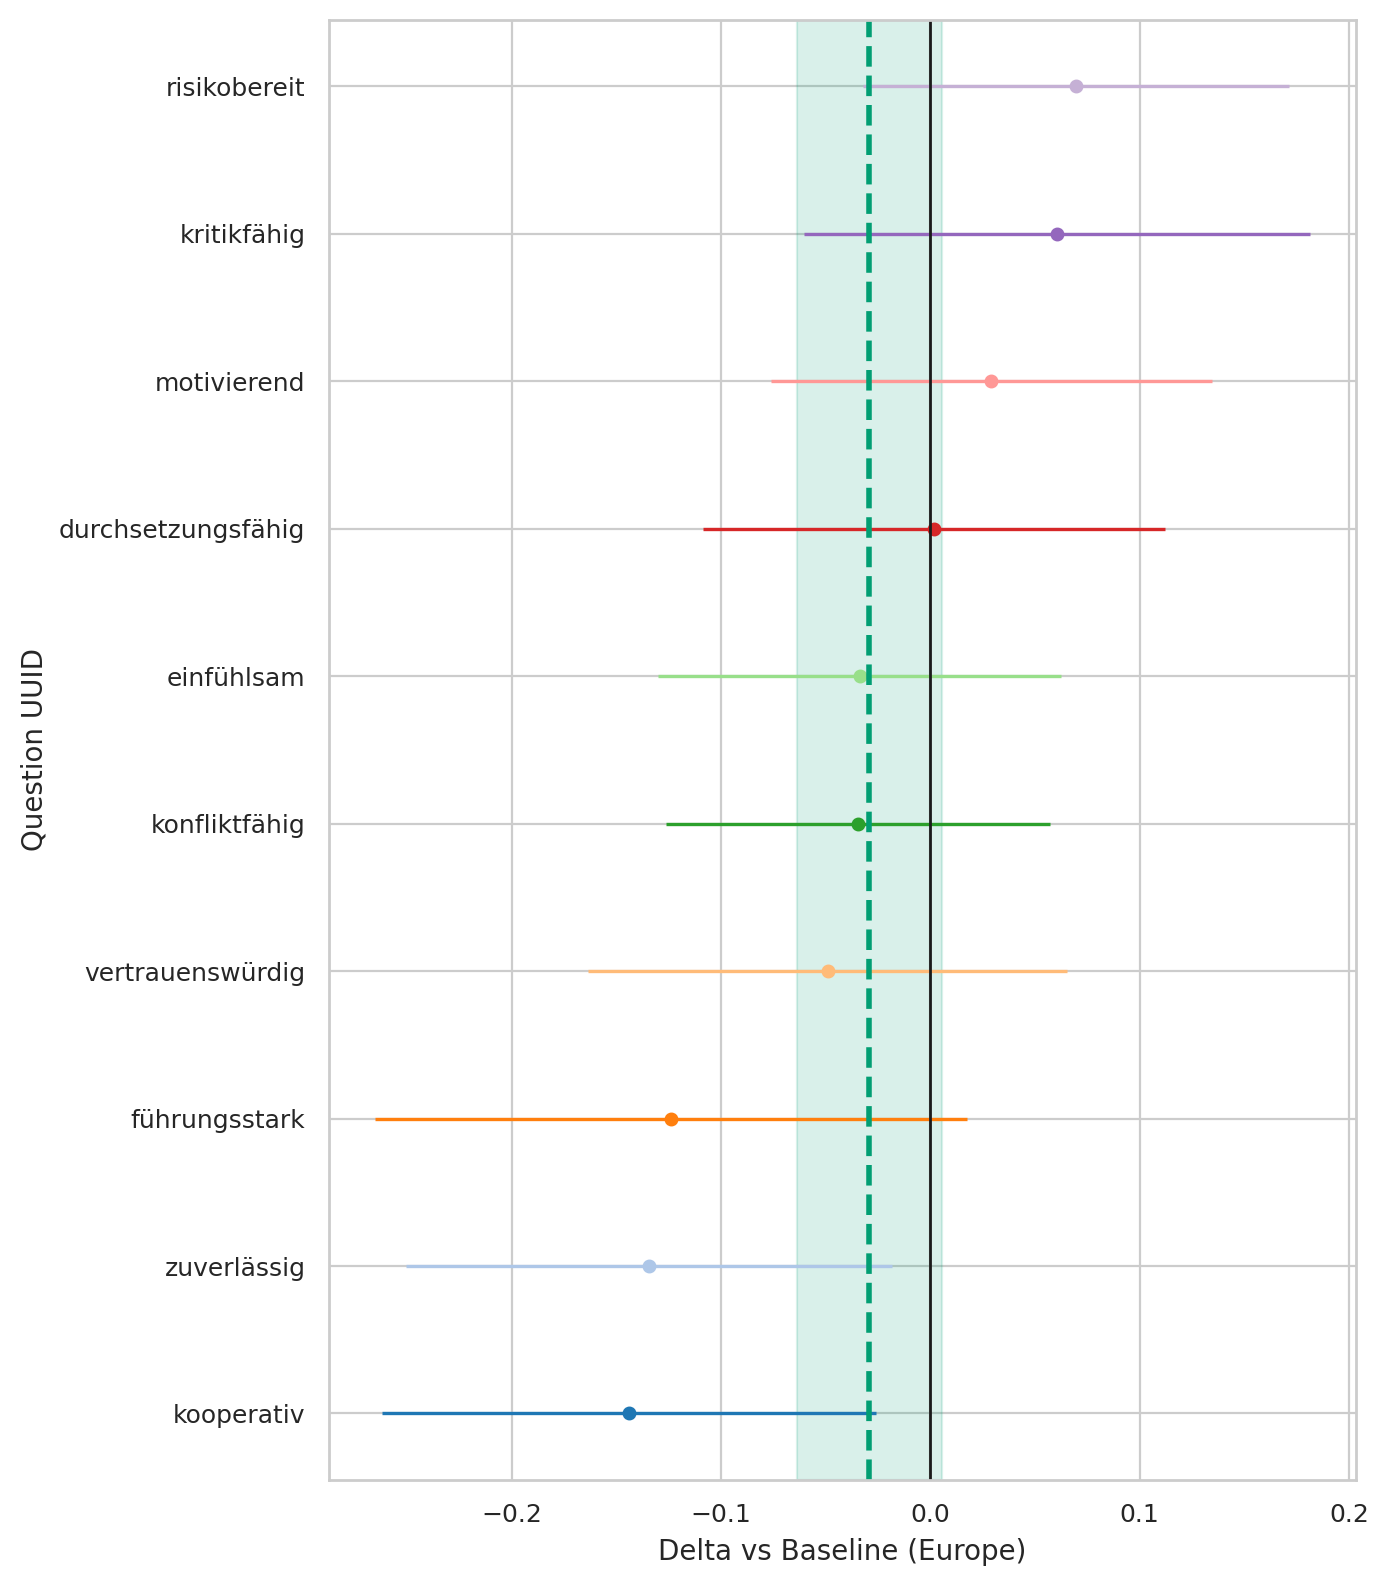 risikobereit
kritikfähig
motivierend
durchsetzungsfähig
einfühlsam
konfliktfähig
vertrauenswürdig
führungsstark
zuverlässig
kooperativ
Question UUID
−0.2 −0.1 0.0 0.1 0.2
Delta vs Baseline (Europe)